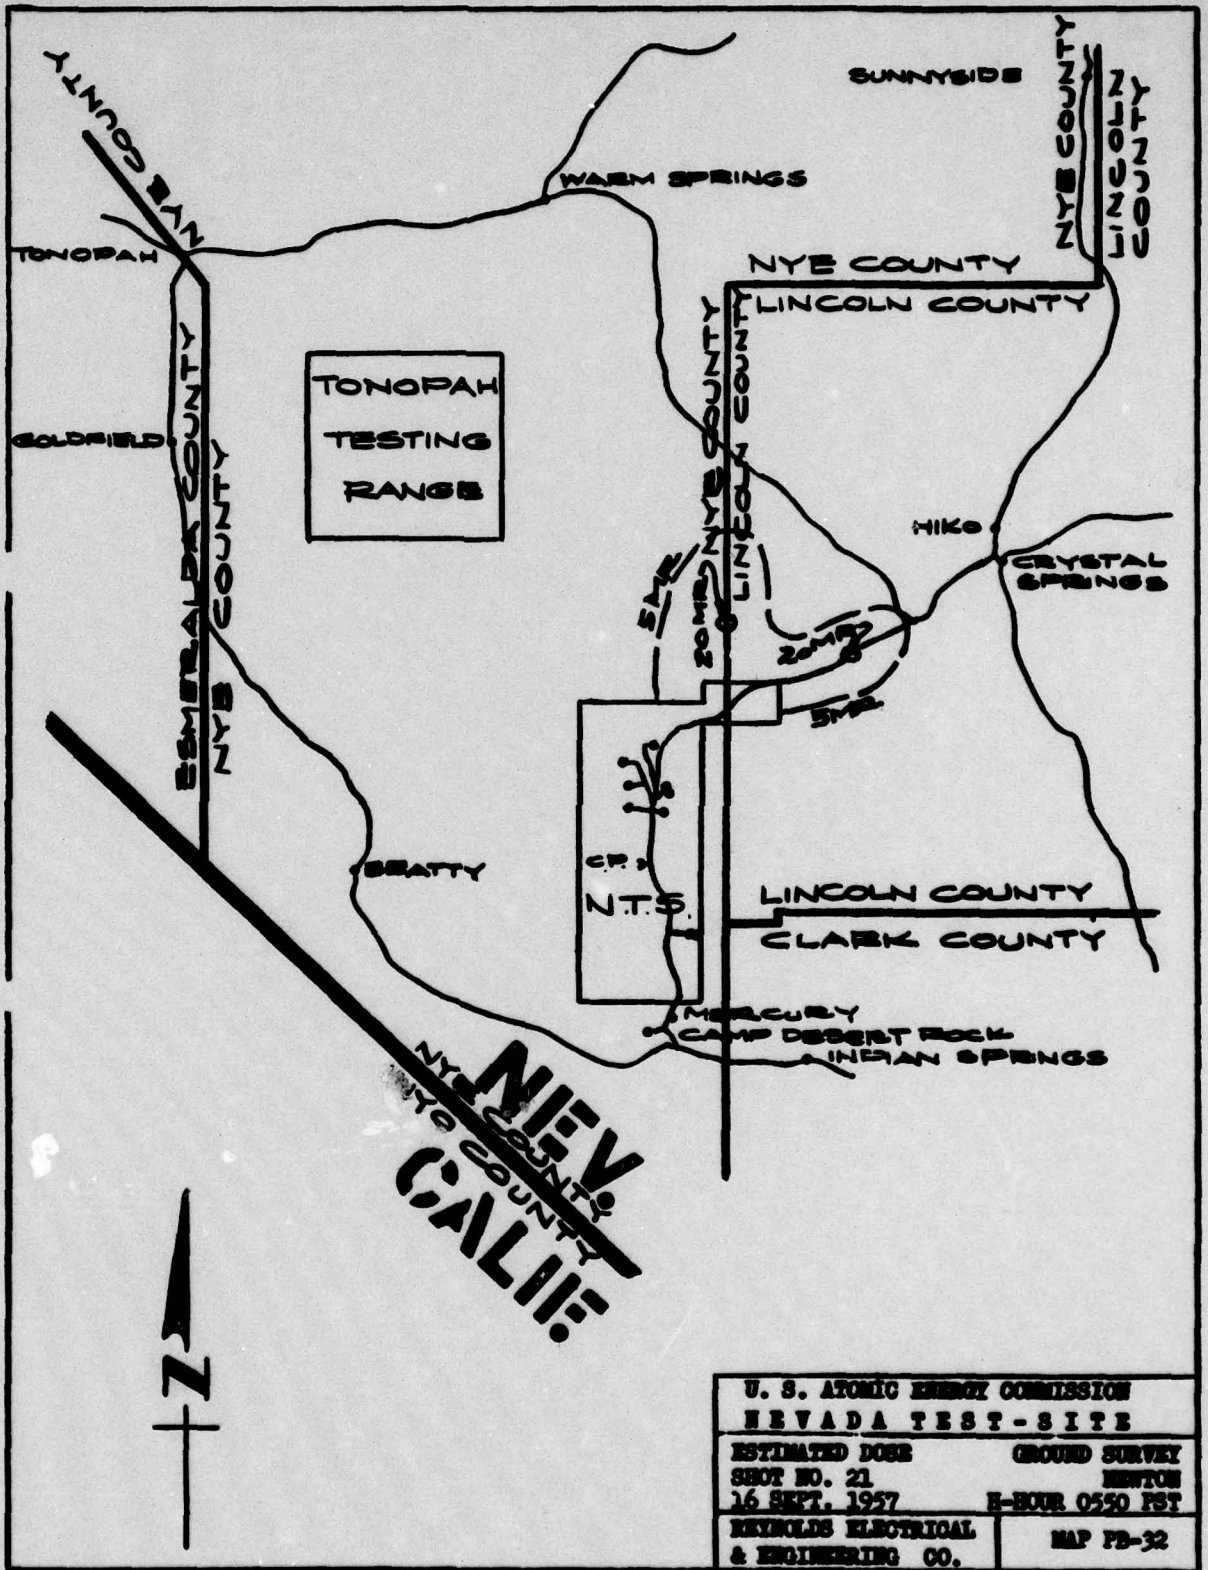 NYE COUNTY
SUNNYSIDE
NYE COUNTY
LINCOLN
COUNTY
WARM SPRINGS
TONOPAH
NYE COUNTY
LINCOLN COUNTY
NYE COUNTY
LINCOLN COUNTY
ESMERALDA COUNTY
NYE COUNTY
TONOPAH
TESTING
RANGE
GOLDFIELD
HIKO
CRYSTAL
SPRINGS
5MR
20MR
20MR
5MR
BEATTY
C.P.
N.T.S.
LINCOLN COUNTY
CLARK COUNTY
MERCURY
CAMP DESERT ROCK
INDIAN SPRINGS
NEV.
NYE COUNTY
INYO COUNTY
CALIF.
N
U. S. ATOMIC ENERGY COMMISSION
NEVADA TEST-SITE
ESTIMATED DOSE GROUND SURVEY
SHOT NO. 21 NEWTON
16 SEPT. 1957 H-HOUR 0550 PST
REYNOLDS ELECTRICAL
& ENGINEERING CO.
MAP PB-32